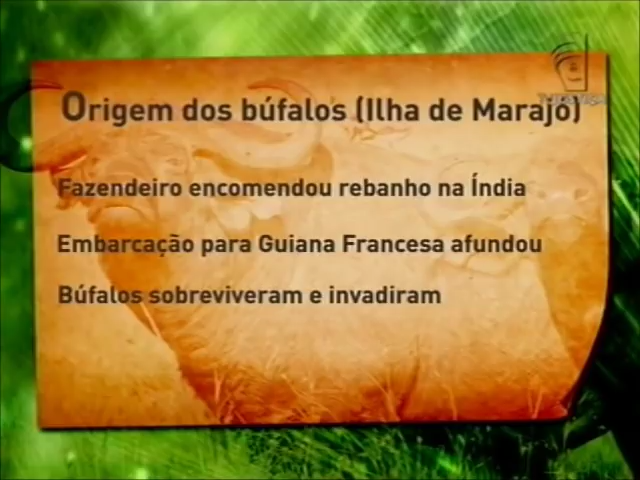 Origem dos búfalos (Ilha de Marajó)
Fazendeiro encomendou rebanho na Índia
Embarcação para Guiana Francesa afundou
Búfalos sobreviveram e invadiram